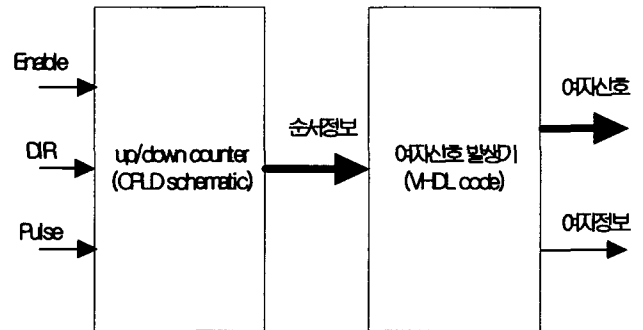 Enable
DIR
Pulse
up/down counter
(CPLD schematic)
순서정보
여자신호 발생기
(VHDL code)
여자신호
여자정보